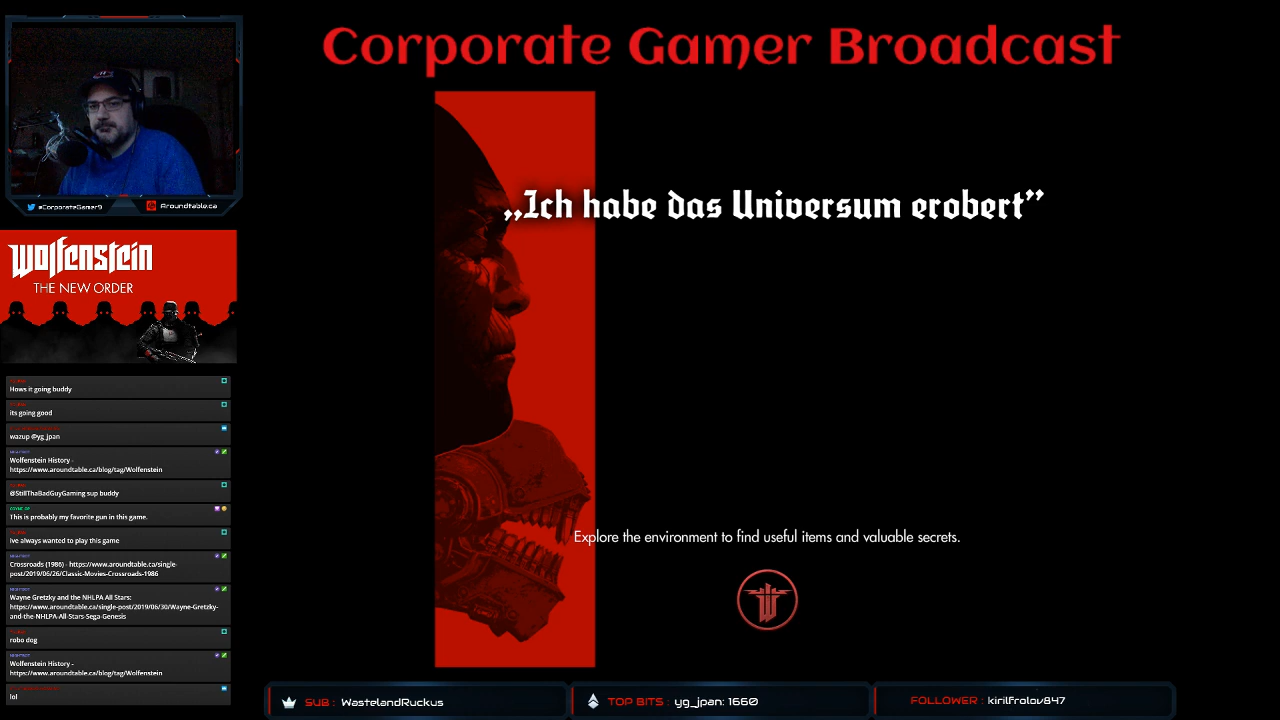 Corporate Gamer Broadcast
@CorporateGamer9
Aroundtable.ca
„Ich habe das Universum erobert”
Wolfenstein
THE NEW ORDER
Hows it going buddy
its going good
wazup @yg_jpan
Wolfenstein History -
https://www.aroundtable.ca/blog/tag/Wolfenstein
@StillThaBadGuyGaming sup buddy
This is probably my favorite gun in this game.
ive always wanted to play this game
Crossroads (1986) - https://www.aroundtable.ca/single-
post/2019/06/26/Classic-Movies-Crossroads-1986
Wayne Gretzky and the NHLPA All Stars:
https://www.aroundtable.ca/single-post/2019/06/30/Wayne-Gretzky-
and-the-NHLPA-All-Stars-Sega-Genesis
robo dog
Wolfenstein History -
https://www.aroundtable.ca/blog/tag/Wolfenstein
lol
Explore the environment to find useful items and valuable secrets.
SUB : WastelandRuckus
TOP BITS : yg_jpan: 1660
FOLLOWER : kirilfrolov847